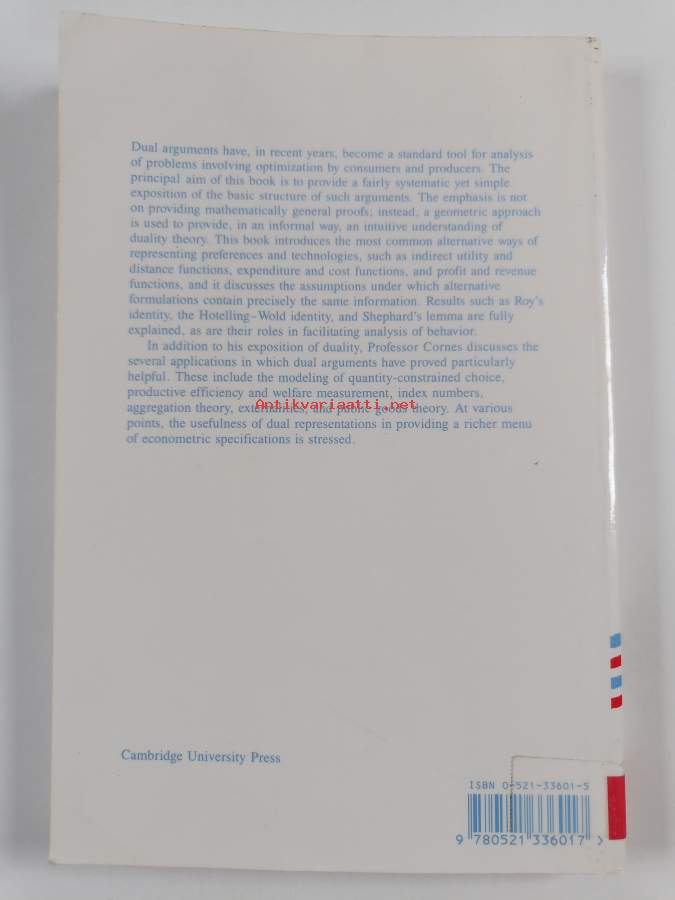 Dual arguments have, in recent years, become a standard tool for analysis
of problems involving optimization by consumers and producers. The
principal aim of this book is to provide a fairly systematic yet simple
exposition of the basic structure of such arguments. The emphasis is not
on providing mathematically general proofs; instead, a geometric approach
is used to provide, in an informal way, an intuitive understanding of
duality theory. This book introduces the most common alternative ways of
representing preferences and technologies, such as indirect utility and
distance functions, expenditure and cost functions, and profit and revenue
functions, and it discusses the assumptions under which alternative
formulations contain precisely the same information. Results such as Roy's
identity, the Hotelling–Wold identity, and Shephard's lemma are fully
explained, as are their roles in facilitating analysis of behavior.
In addition to his exposition of duality, Professor Cornes discusses the
several applications in which dual arguments have proved particularly
helpful. These include the modeling of quantity-constrained choice,
productive efficiency and welfare measurement, index numbers,
aggregation theory, externalities, and public goods theory. At various
Antikvariaatti.net
points, the usefulness of dual representations in providing a richer menu
of econometric specifications is stressed.
Cambridge University Press
ISBN 0-521-33601-5
9 780521 336017 >